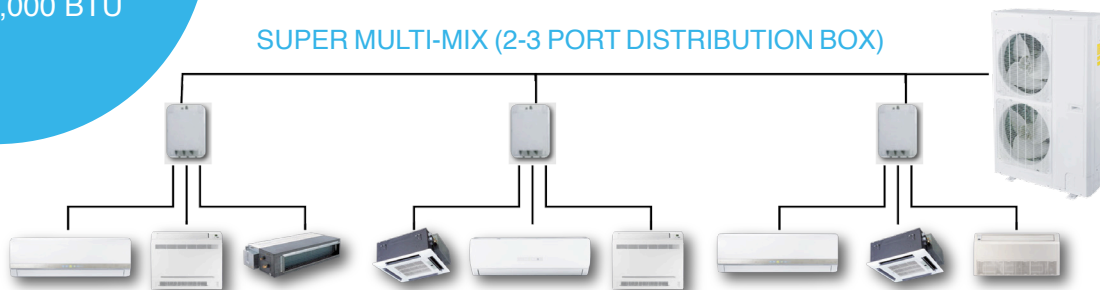 ,000 BTU
SUPER MULTI-MIX (2-3 PORT DISTRIBUTION BOX)